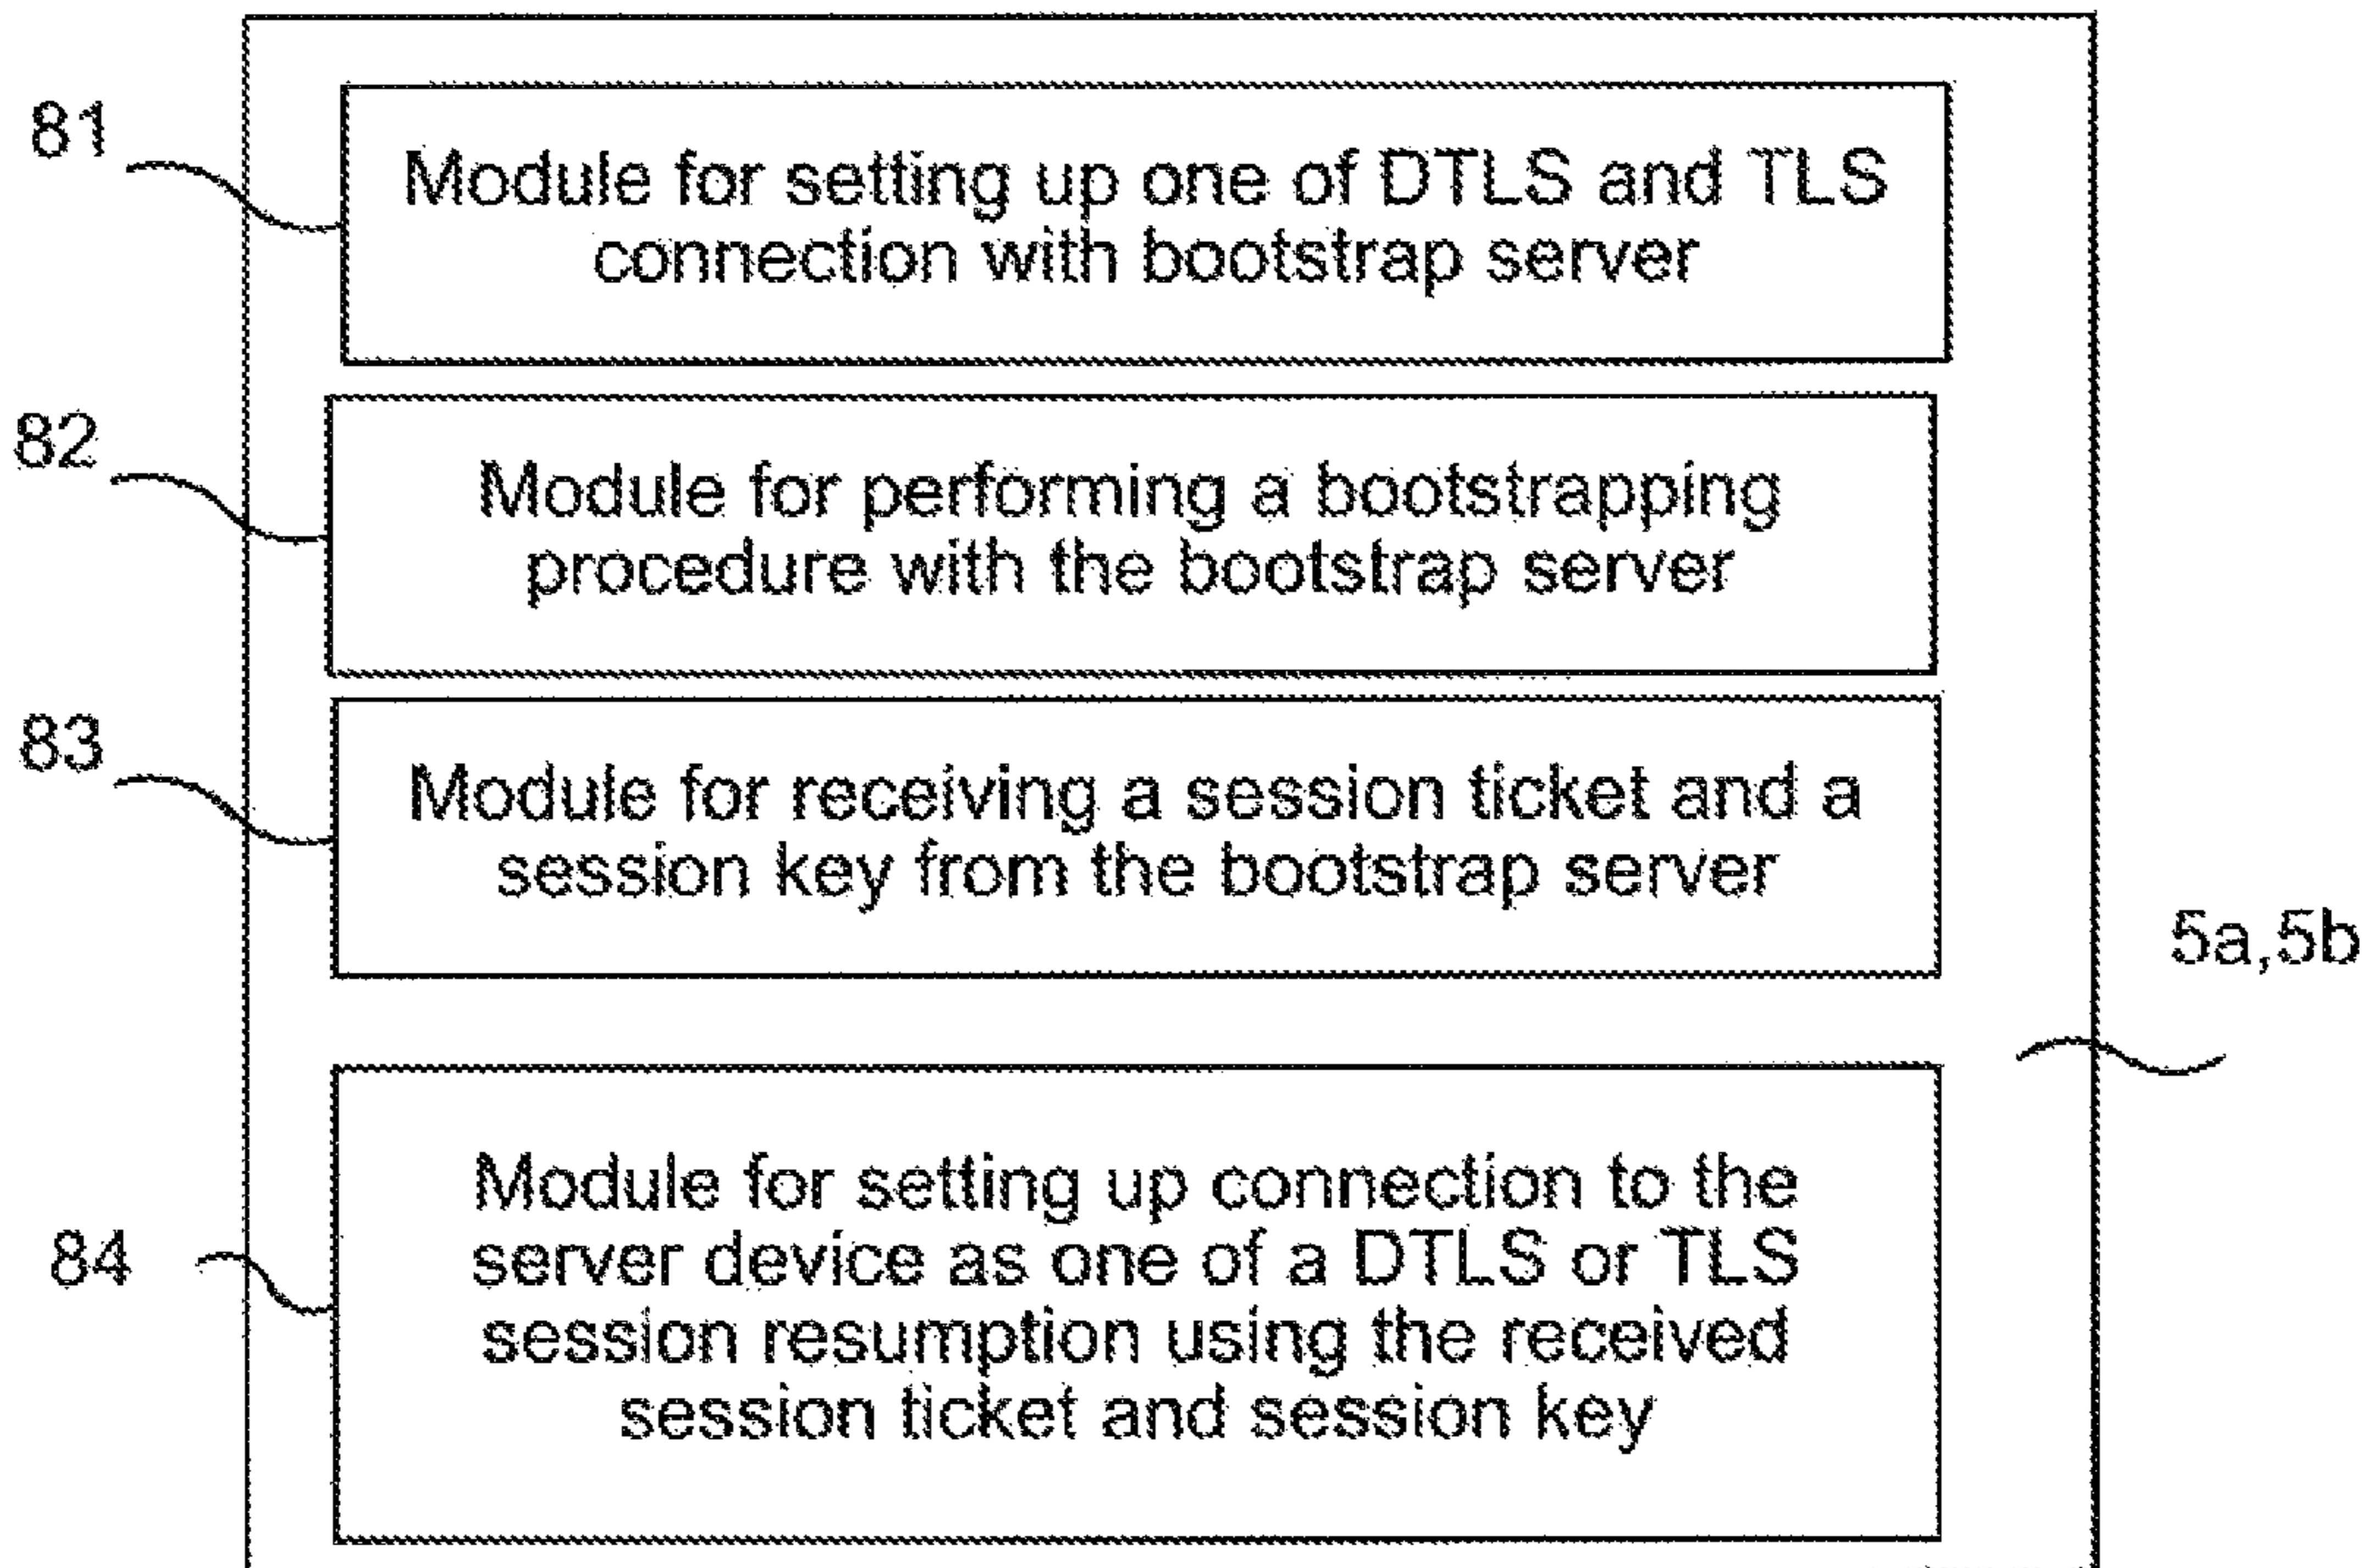 81
Module for setting up one of DTLS and TLS
connection with bootstrap server
82
Module for performing a bootstrapping
procedure with the bootstrap server
83
Module for receiving a session ticket and a
session key from the bootstrap server
5a,5b
84
Module for setting up connection to the
server device as one of a DTLS or TLS
session resumption using the received
session ticket and session key